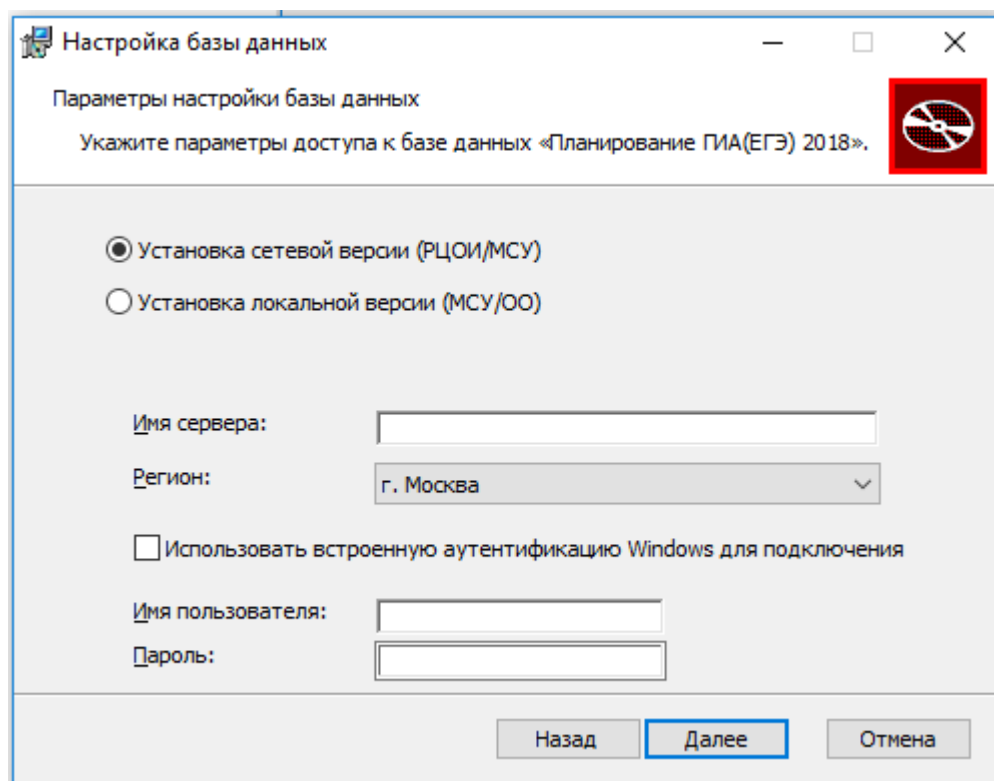 Настройка базы данных
Параметры настройки базы данных
Укажите параметры доступа к базе данных «Планирование ГИА(ЕГЭ) 2018».
Установка сетевой версии (РЦОИ/МСУ)
Установка локальной версии (МСУ/ОО)
Имя сервера:
Регион: г. Москва
Использовать встроенную аутентификацию Windows для подключения
Имя пользователя:
Пароль:
Назад Далее Отмена